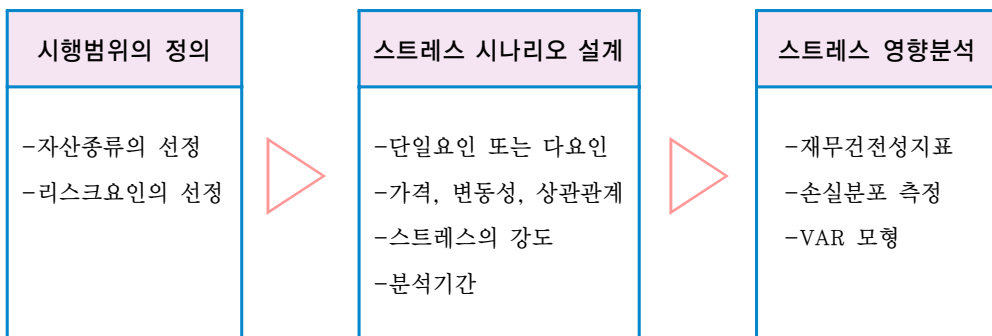 시행범위의 정의
-자산종류의 선정
-리스크요인의 선정
스트레스 시나리오 설계
-단일요인 또는 다요인
-가격, 변동성, 상관관계
-스트레스의 강도
-분석기간
스트레스 영향분석
-재무건전성지표
-손실분포 측정
-VAR 모형